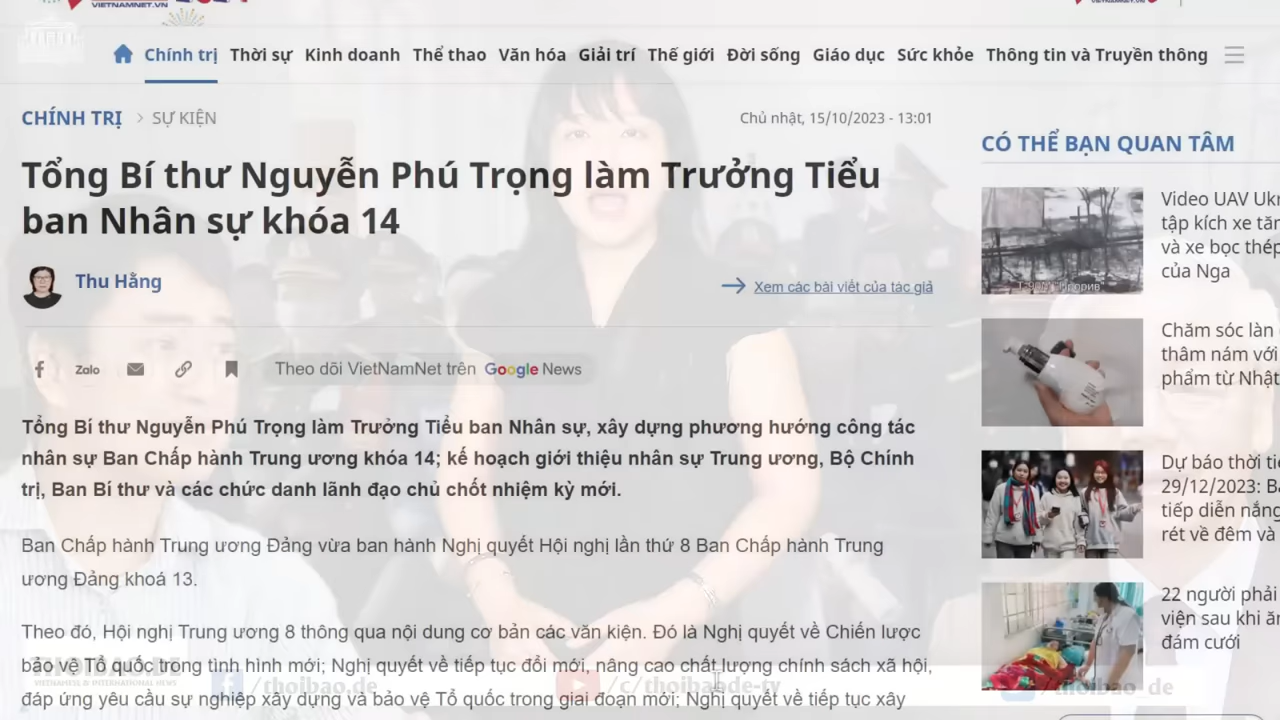 VIETNAMNET.VN
Chính trị Thời sự Kinh doanh Thể thao Văn hóa Giải trí Thế giới Đời sống Giáo dục Sức khỏe Thông tin và Truyền thông
CHÍNH TRỊ > SỰ KIỆN
Chủ nhật, 15/10/2023 - 13:01
Tổng Bí thư Nguyễn Phú Trọng làm Trưởng Tiểu
ban Nhân sự khóa 14
Thu Hằng
Xem các bài viết của tác giả
Zalo
Theo dõi VietNamNet trên Google News
Tổng Bí thư Nguyễn Phú Trọng làm Trưởng Tiểu ban Nhân sự, xây dựng phương hướng công tác
nhân sự Ban Chấp hành Trung ương khóa 14; kế hoạch giới thiệu nhân sự Trung ương, Bộ Chính
trị, Ban Bí thư và các chức danh lãnh đạo chủ chốt nhiệm kỳ mới.
Ban Chấp hành Trung ương Đảng vừa ban hành Nghị quyết Hội nghị lần thứ 8 Ban Chấp hành Trung
ương Đảng khoá 13.
Theo đó, Hội nghị Trung ương 8 thông qua nội dung cơ bản các văn kiện. Đó là Nghị quyết về Chiến lược
bảo vệ Tổ quốc trong tình hình mới; Nghị quyết về tiếp tục đổi mới, nâng cao chất lượng chính sách xã hội,
đáp ứng yêu cầu sự nghiệp xây dựng và bảo vệ Tổ quốc trong giai đoạn mới; Nghị quyết về tiếp tục xây
CÓ THỂ BẠN QUAN TÂM
Video UAV Ukr
tập kích xe tăn
và xe bọc thép
của Nga
Chăm sóc làn
thâm nám với
phẩm từ Nhật
Dự báo thời tiế
29/12/2023: Bắ
tiếp diễn nắng
rét về đêm và
22 người phải
viện sau khi ăn
đám cưới
THOIBAO.DE
VIETNAMESE & INTERNATIONAL NEWS
/thoibao.de
/c/thoibaode-tv
/thoibao_de